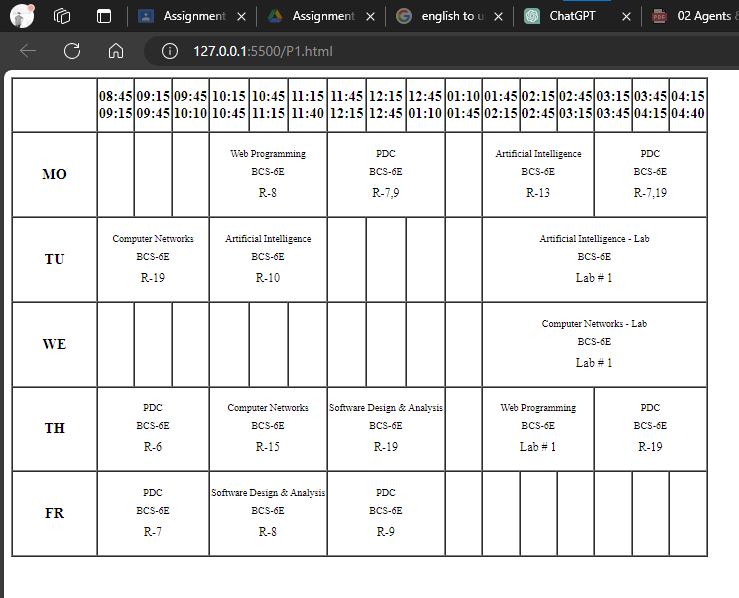 Assignment
Assignment
english to u
ChatGPT
02 Agents &
127.0.0.1:5500/P1.html
08:45 09:15 09:45 10:15 10:45 11:15 11:45 12:15 12:45 01:10 01:45 02:15 02:45 03:15 03:45 04:15
09:15 09:45 10:10 10:45 11:15 11:40 12:15 12:45 01:10 01:45 02:15 02:45 03:15 03:45 04:15 04:40
MO
Web Programming
BCS-6E
R-8
PDC
BCS-6E
R-7,9
Artificial Intelligence
BCS-6E
R-13
PDC
BCS-6E
R-7,19
TU
Computer Networks
BCS-6E
R-19
Artificial Intelligence
BCS-6E
R-10
Artificial Intelligence - Lab
BCS-6E
Lab # 1
WE
Computer Networks - Lab
BCS-6E
Lab # 1
TH
PDC
BCS-6E
R-6
Computer Networks
BCS-6E
R-15
Software Design & Analysis
BCS-6E
R-19
Web Programming
BCS-6E
Lab # 1
PDC
BCS-6E
R-19
FR
PDC
BCS-6E
R-7
Software Design & Analysis
BCS-6E
R-8
PDC
BCS-6E
R-9